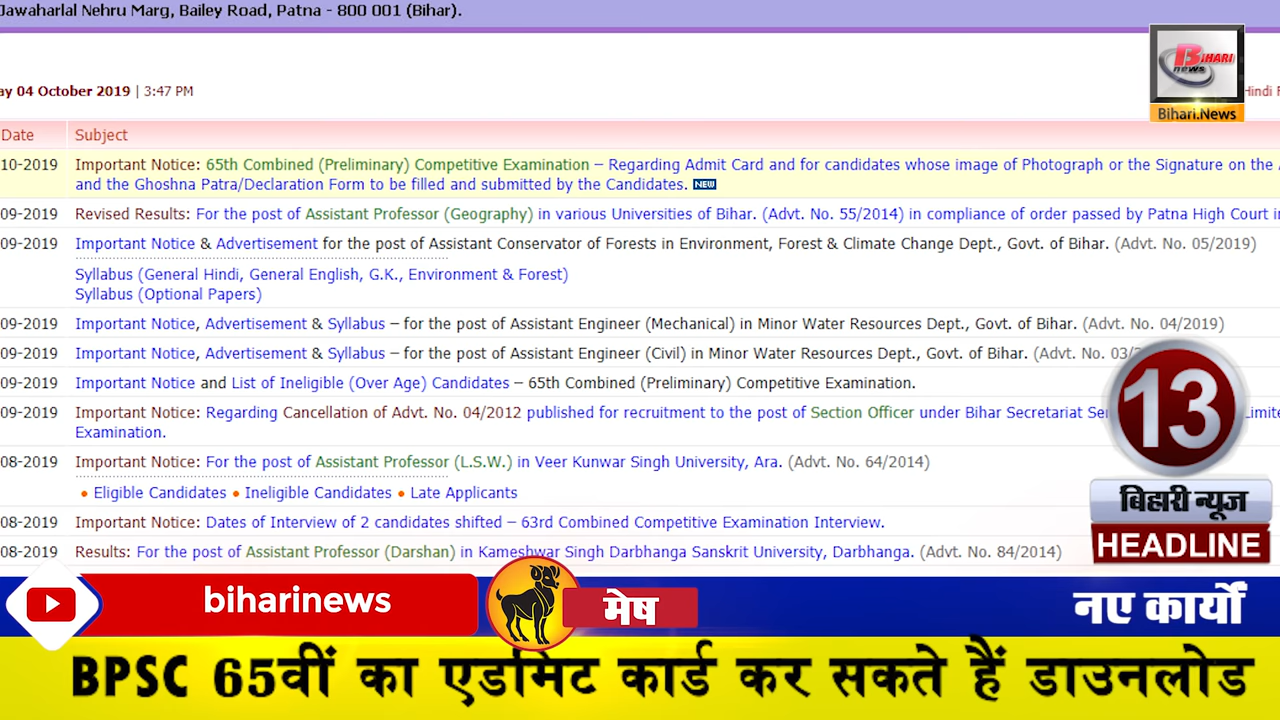 Jawaharlal Nehru Marg, Bailey Road, Patna - 800 001 (Bihar).
BIHARI
news
Bihari.News
ay 04 October 2019 | 3:47 PM
Hindi F
Date Subject
10-2019 Important Notice: 65th Combined (Preliminary) Competitive Examination – Regarding Admit Card and for candidates whose image of Photograph or the Signature on the A
and the Ghoshna Patra/Declaration Form to be filled and submitted by the Candidates. NEW
09-2019 Revised Results: For the post of Assistant Professor (Geography) in various Universities of Bihar. (Advt. No. 55/2014) in compliance of order passed by Patna High Court in
09-2019 Important Notice & Advertisement for the post of Assistant Conservator of Forests in Environment, Forest & Climate Change Dept., Govt. of Bihar. (Advt. No. 05/2019)
Syllabus (General Hindi, General English, G.K., Environment & Forest)
Syllabus (Optional Papers)
09-2019 Important Notice, Advertisement & Syllabus – for the post of Assistant Engineer (Mechanical) in Minor Water Resources Dept., Govt. of Bihar. (Advt. No. 04/2019)
09-2019 Important Notice, Advertisement & Syllabus – for the post of Assistant Engineer (Civil) in Minor Water Resources Dept., Govt. of Bihar. (Advt. No. 03/2
09-2019 Important Notice and List of Ineligible (Over Age) Candidates – 65th Combined (Preliminary) Competitive Examination.
09-2019 Important Notice: Regarding Cancellation of Advt. No. 04/2012 published for recruitment to the post of Section Officer under Bihar Secretariat Se Limite
Examination.
08-2019 Important Notice: For the post of Assistant Professor (L.S.W.) in Veer Kunwar Singh University, Ara. (Advt. No. 64/2014)
• Eligible Candidates • Ineligible Candidates • Late Applicants
08-2019 Important Notice: Dates of Interview of 2 candidates shifted – 63rd Combined Competitive Examination Interview.
08-2019 Results: For the post of Assistant Professor (Darshan) in Kameshwar Singh Darbhanga Sanskrit University, Darbhanga. (Advt. No. 84/2014)
13
बिहारी न्यूज
HEADLINE
biharinews
मेष
नए कार्यों
BPSC 65वीं का एडमिट कार्ड कर सकते हैं डाउनलोड